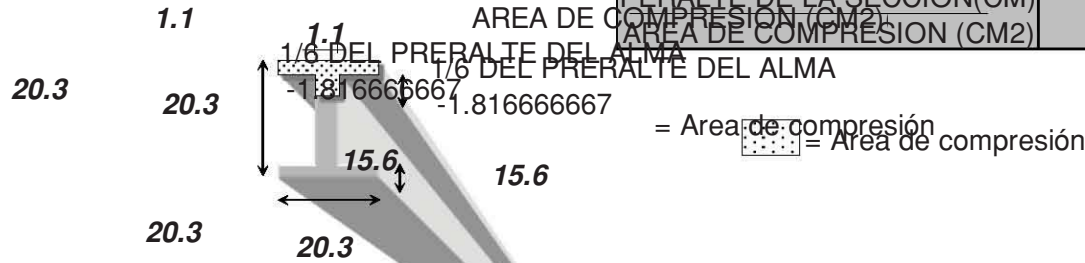 PERALTE DE LA SECCION(CM)
1.1 AREA DE COMPRESION (CM2)
AREA DE COMPRESION (CM2)
1.1
1/6 DEL PRERALTE DEL ALMA
1/6 DEL PRERALTE DEL ALMA
20.3 20.3 -1.816666667
-1.816666667
= Area de compresión
= Area de compresión
15.6 15.6
20.3 20.3